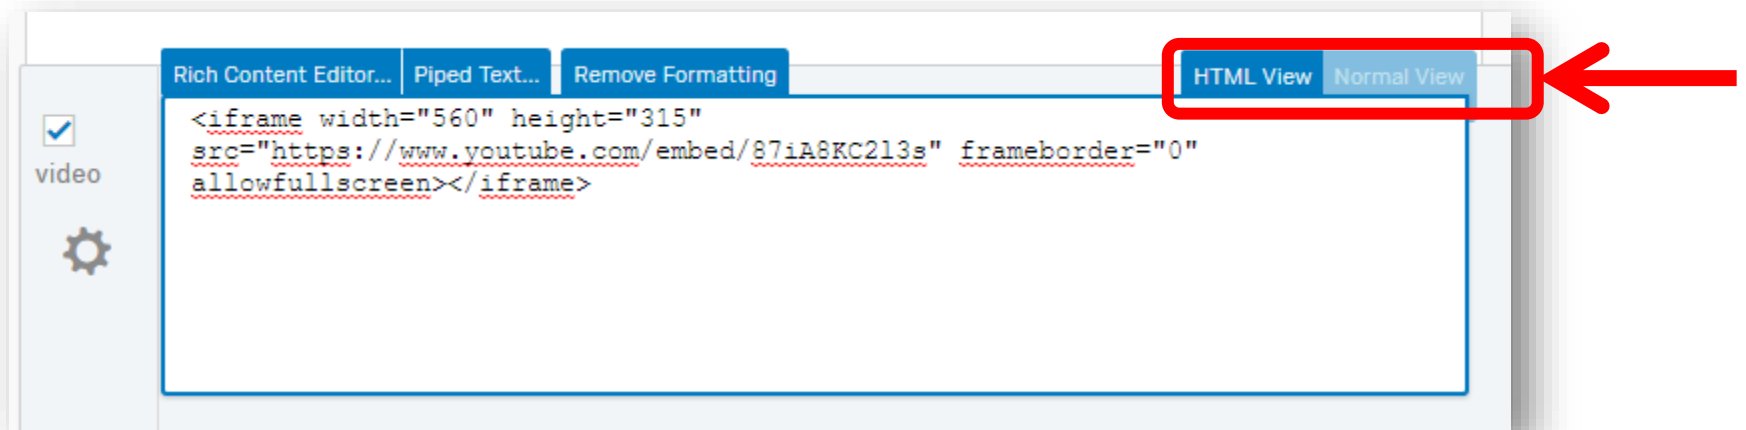 Rich Content Editor... Piped Text... Remove Formatting HTML View Normal View
<iframe width="560" height="315"
src="https://www.youtube.com/embed/87iA8KC2l3s" frameborder="0"
allowfullscreen></iframe>
video